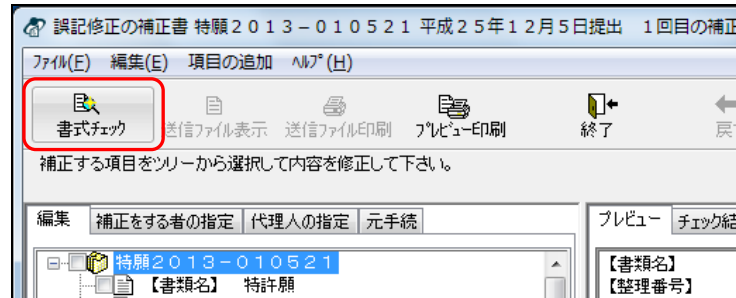 誤記修正の補正書 特願2013-010521 平成25年12月5日提出 1回目の補正
ﾌｧｲﾙ(F) 編集(E) 項目の追加 ﾍﾙﾌﾟ(H)
書式ﾁｪｯｸ 送信ﾌｧｲﾙ表示 送信ﾌｧｲﾙ印刷 ﾌﾟﾚﾋﾞｭｰ印刷 終了 戻
補正する項目をツリーから選択して内容を修正して下さい。
編集 補正をする者の指定 代理人の指定 元手続 プレビュー チェック結
特願2013-010521
【書類名】 特許願
【書類名】
【整理番号】